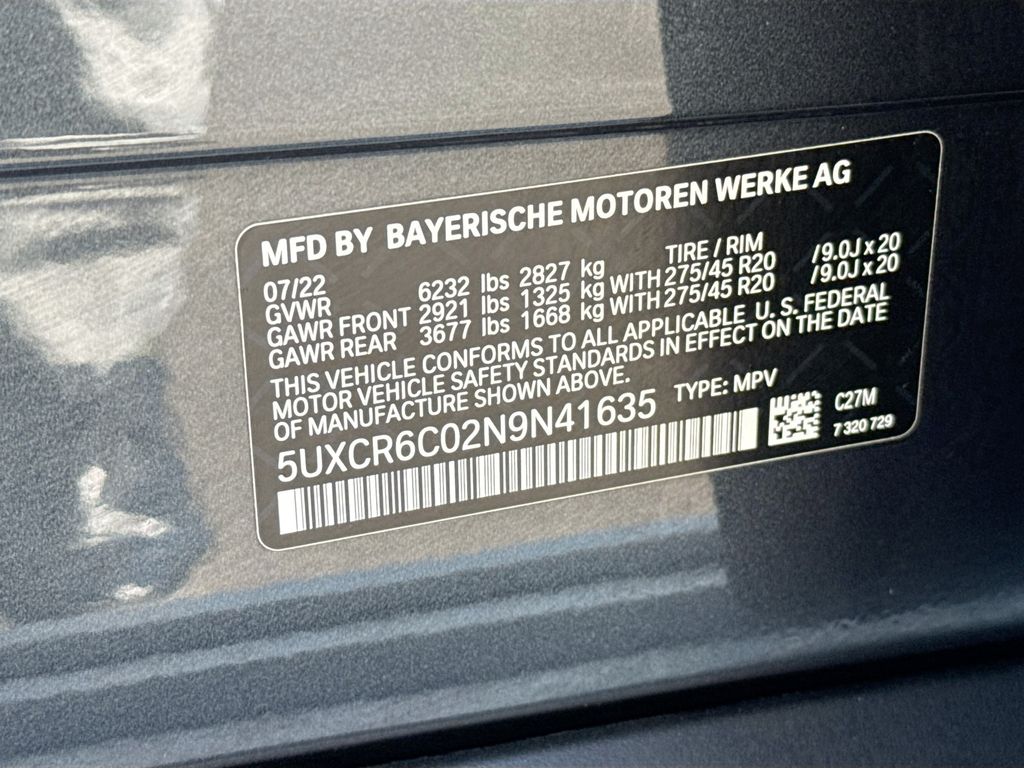 MFD BY BAYERISCHE MOTOREN WERKE AG
07/22 TIRE / RIM
GVWR 6232 lbs 2827 kg
GAWR FRONT 2921 lbs 1325 kg WITH 275/45 R20 /9.0J x 20
GAWR REAR 3677 lbs 1668 kg WITH 275/45 R20 /9.0J x 20
THIS VEHICLE CONFORMS TO ALL APPLICABLE U. S. FEDERAL
MOTOR VEHICLE SAFETY STANDARDS IN EFFECT ON THE DATE
OF MANUFACTURE SHOWN ABOVE.
5UXCR6C02N9N41635 TYPE: MPV
C27M
7 320 729